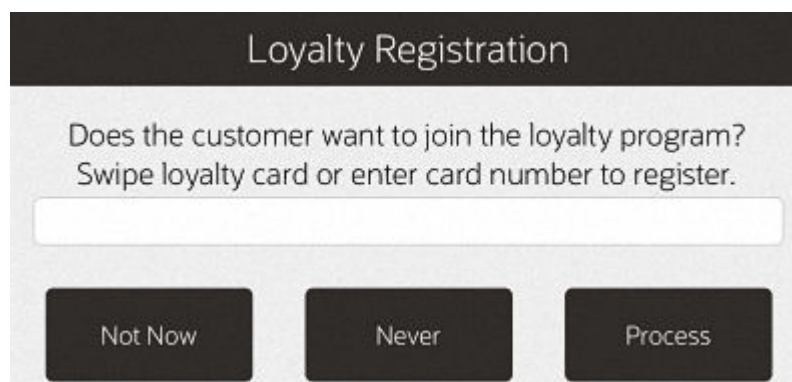 Loyalty Registration
Does the customer want to join the loyalty program?
Swipe loyalty card or enter card number to register.
Not Now
Never
Process